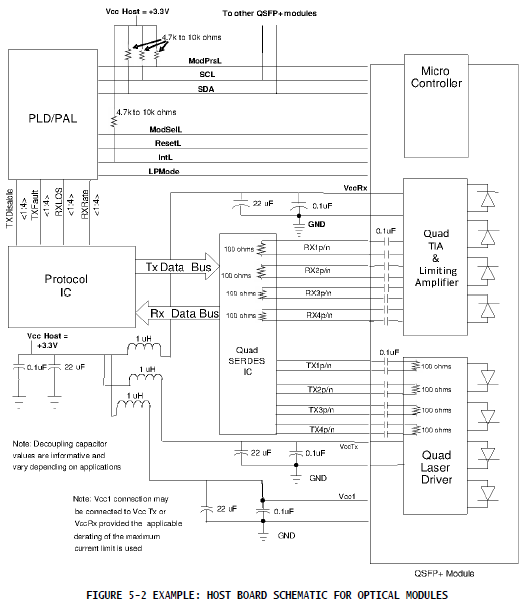 Vcc Host = +3.3V
To other QSFP+ modules
4.7k to 10k ohms
ModPrsL
SCL
SDA
PLD/PAL
4.7k to 10k ohms
ModSelL
ResetL
IntL
LPMode
Micro
Controller
TXDisable
<1:4>
TXFault
<1:4>
RXLOS
<1:4>
RXRate
<1:4>
VccRx
22 uF
0.1uF
GND
Protocol
IC
Tx Data Bus
Rx Data Bus
100 ohms
RX1p/n
100 ohms
RX2p/n
100 ohms
RX3p/n
100 ohms
RX4p/n
0.1uF
Quad
TIA
&
Limiting
Amplifier
Quad
SERDES
IC
Vcc Host =
+3.3V
0.1uF
22 uF
1 uH
1 uH
1 uH
0.1uF
TX1p/n
100 ohms
TX2p/n
100 ohms
TX3p/n
100 ohms
TX4p/n
100 ohms
Quad
Laser
Driver
VccTx
22 uF
0.1uF
GND
Note: Decoupling capacitor
values are informative and
vary depending on applications
Note: Vcc1 connection may
be connected to Vcc Tx or
VccRx provided the applicable
derating of the maximum
current limit is used
Vcc1
22 uF
0.1uF
GND
QSFP+ Module
FIGURE 5-2 EXAMPLE: HOST BOARD SCHEMATIC FOR OPTICAL MODULES